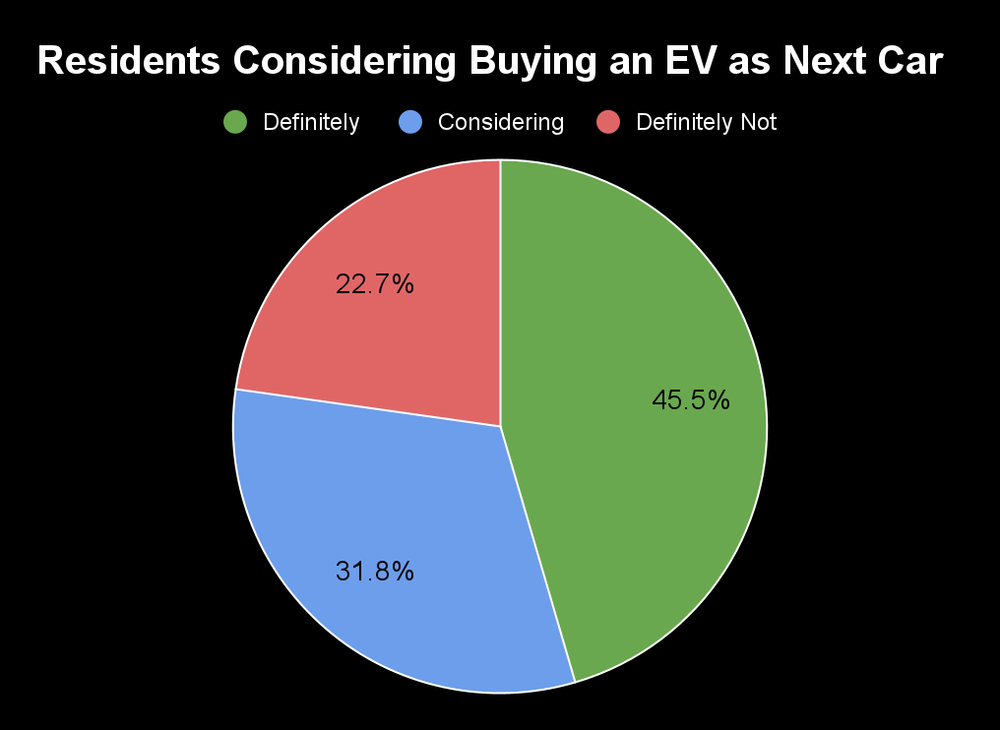 Residents Considering Buying an EV as Next Car
Definitely Considering Definitely Not
22.7%
45.5%
31.8%